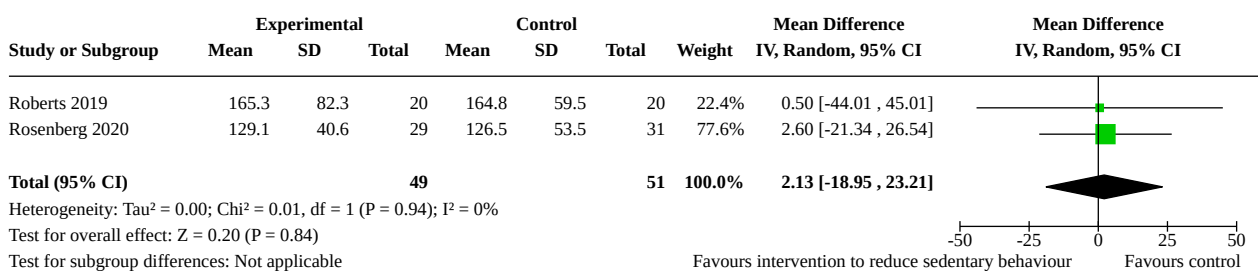 Experimental Control Mean Difference Mean Difference
Study or Subgroup Mean SD Total Mean SD Total Weight IV, Random, 95% CI IV, Random, 95% CI
Roberts 2019 165.3 82.3 20 164.8 59.5 20 22.4% 0.50 [-44.01 , 45.01]
Rosenberg 2020 129.1 40.6 29 126.5 53.5 31 77.6% 2.60 [-21.34 , 26.54]
Total (95% CI) 49 51 100.0% 2.13 [-18.95 , 23.21]
Heterogeneity: Tau² = 0.00; Chi² = 0.01, df = 1 (P = 0.94); I² = 0%
Test for overall effect: Z = 0.20 (P = 0.84)
-50 -25 0 25 50
Test for subgroup differences: Not applicable Favours intervention to reduce sedentary behaviour Favours control